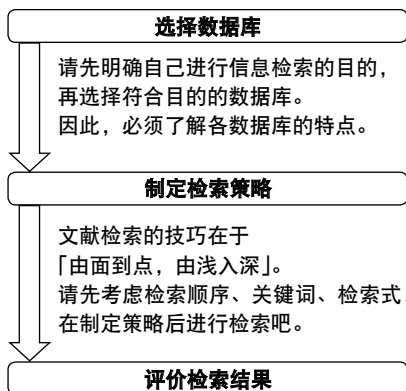 选择数据库
请先明确自己进行信息检索的目的，
再选择符合目的的数据库。
因此，必须了解各数据库的特点。
制定检索策略
文献检索的技巧在于
「由面到点，由浅入深」。
请先考虑检索顺序、关键词、检索式
在制定策略后进行检索吧。
评价检索结果